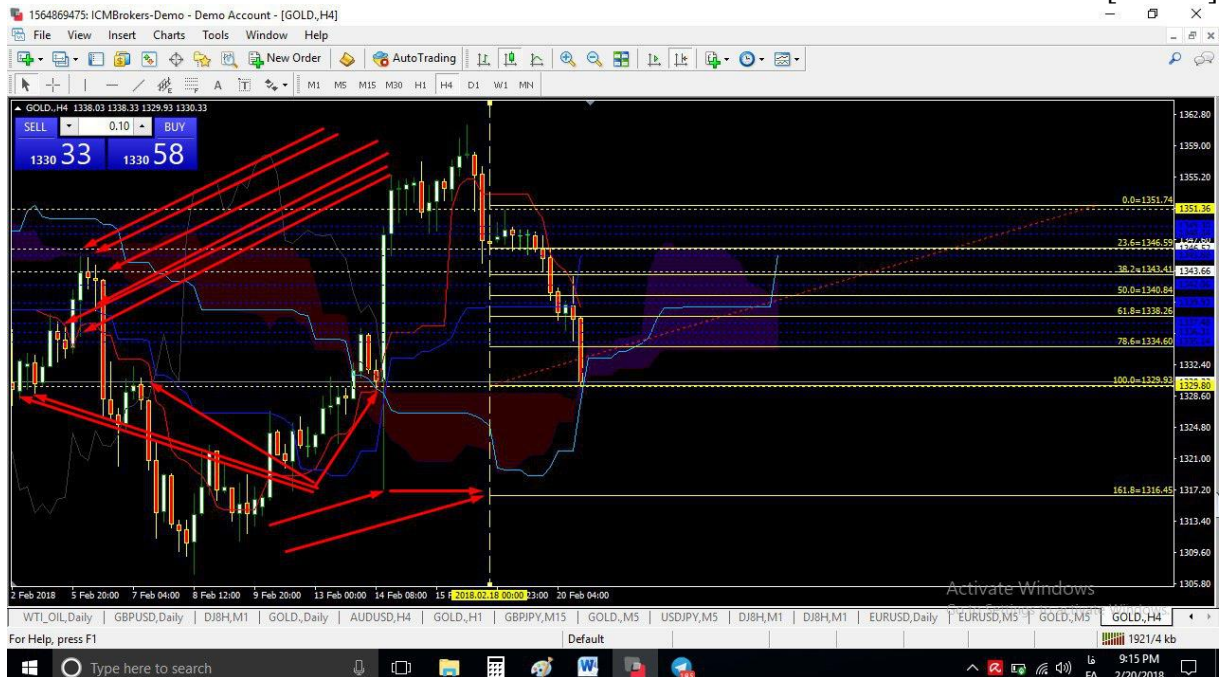 1564869475: ICMBrokers-Demo - Demo Account - [GOLD.,H4]
File View Insert Charts Tools Window Help
New Order AutoTrading
A T M1 M5 M15 M30 H1 H4 D1 W1 MN
GOLD.,H4 1338.03 1338.33 1329.93 1330.33
SELL 0.10 BUY
1330 33 1330 58
1362.80
1359.00
1355.20
0.0=1351.74
1351.36
23.6=1346.59
38.2=1343.41
1343.66
50.0=1340.84
61.8=1338.26
78.6=1334.60
1332.40
100.0=1329.93
1329.80
1328.60
1324.80
1321.00
161.8=1316.45
1317.20
1313.40
1309.60
1305.80
2 Feb 2018 5 Feb 20:00 7 Feb 04:00 8 Feb 12:00 9 Feb 20:00 13 Feb 00:00 14 Feb 08:00 15 F 2018.02.18 00:00 23:00 20 Feb 04:00
Activate Windows
WTI_OIL,Daily GBPUSD,Daily DJ8H,M1 GOLD.,Daily AUDUSD,H4 GOLD.,H1 GBPJPY,M15 GOLD.,M5 USDJPY,M5 DJ8H,M1 DJ8H,M1 EURUSD,Daily EURUSD,M5 GOLD.,M5 GOLD.,H4
For Help, press F1 Default 1921/4 kb
Type here to search
فا
FA
9:15 PM
2/20/2018